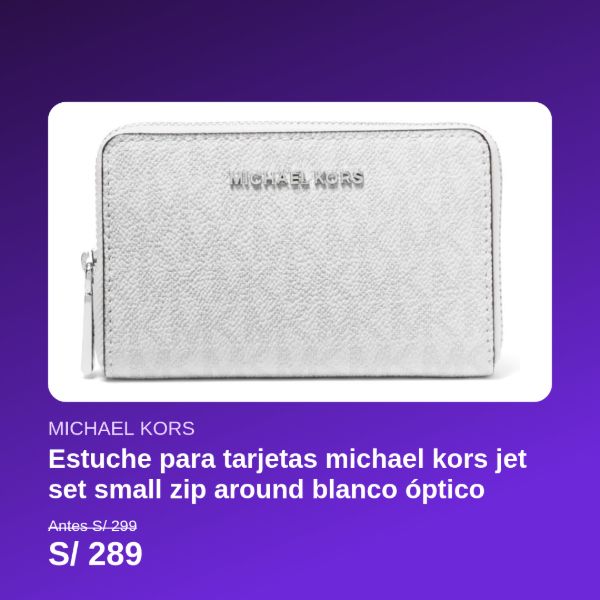 MICHAEL KORS
MICHAEL KORS
Estuche para tarjetas michael kors jet
set small zip around blanco óptico
Antes S/ 299
S/ 289